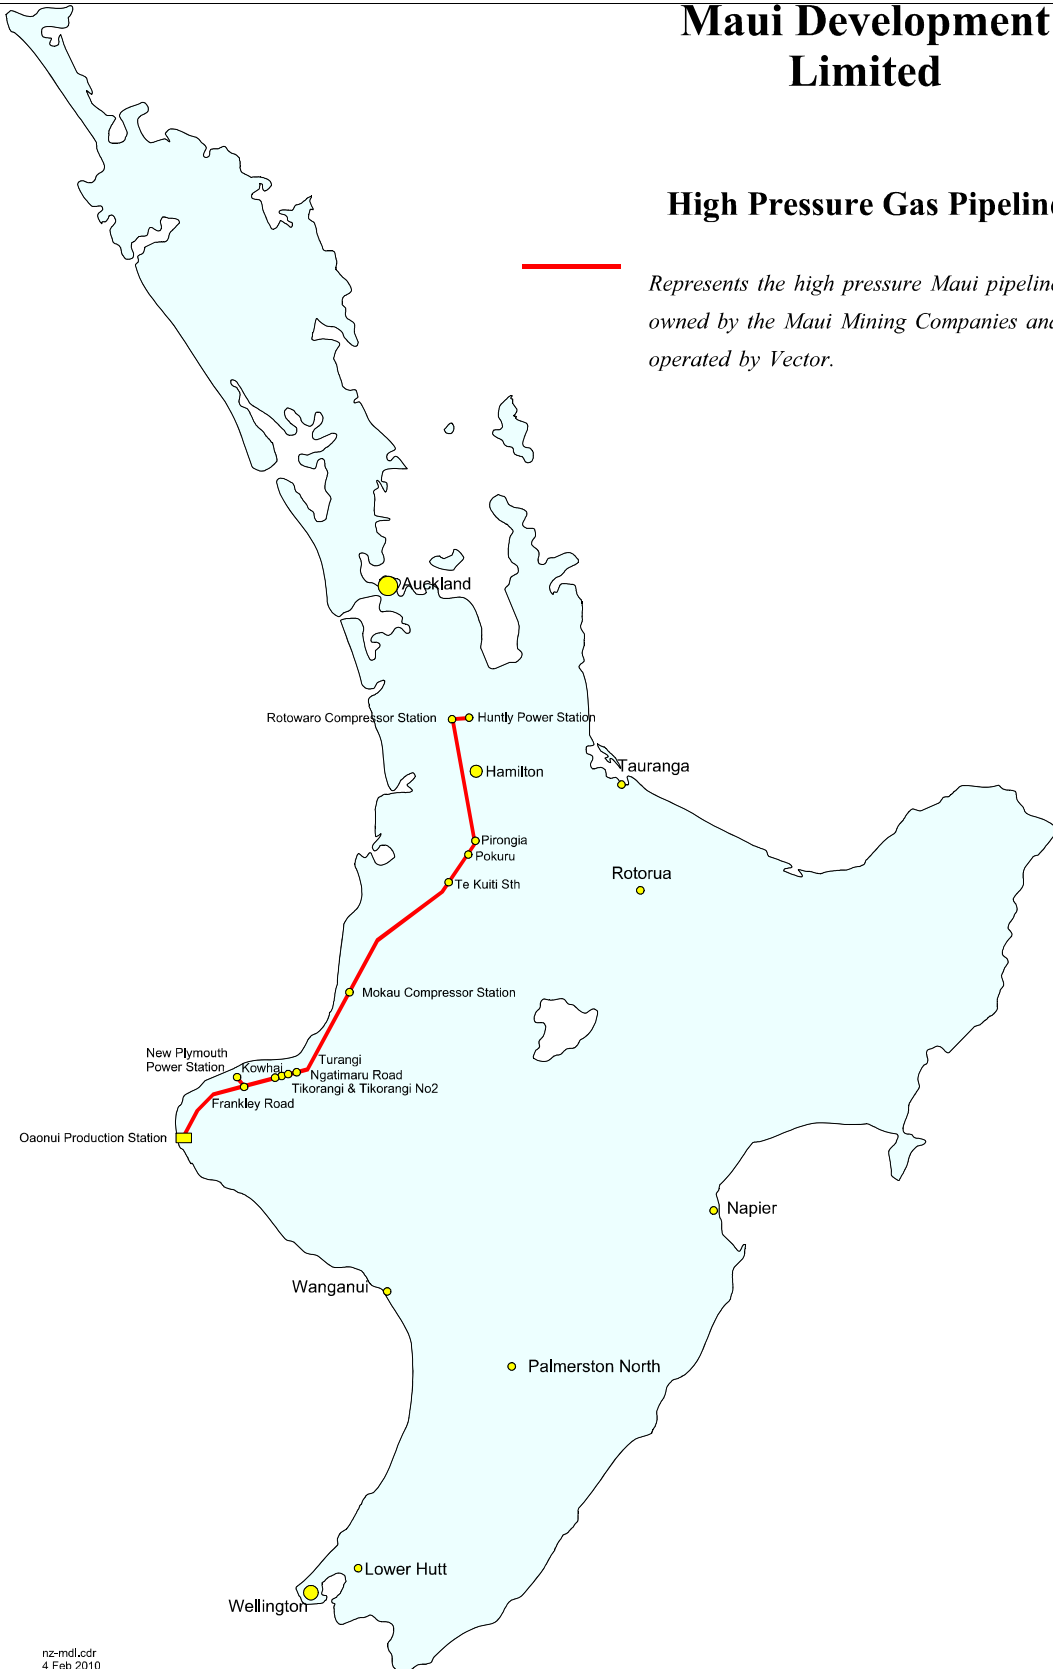 Maui Development
Limited
High Pressure Gas Pipeline
Represents the high pressure Maui pipeline
owned by the Maui Mining Companies and
operated by Vector.
Auckland
Rotowaro Compressor Station
Huntly Power Station
Hamilton
Tauranga
Pirongia
Pokuru
Te Kuiti Sth
Rotorua
Mokau Compressor Station
New Plymouth
Power Station
Kowhai
Turangi
Ngatimaru Road
Tikorangi & Tikorangi No2
Frankley Road
Oaonui Production Station
Napier
Wanganui
Palmerston North
Lower Hutt
Wellington
nz-mdl.cdr
4 Feb 2010